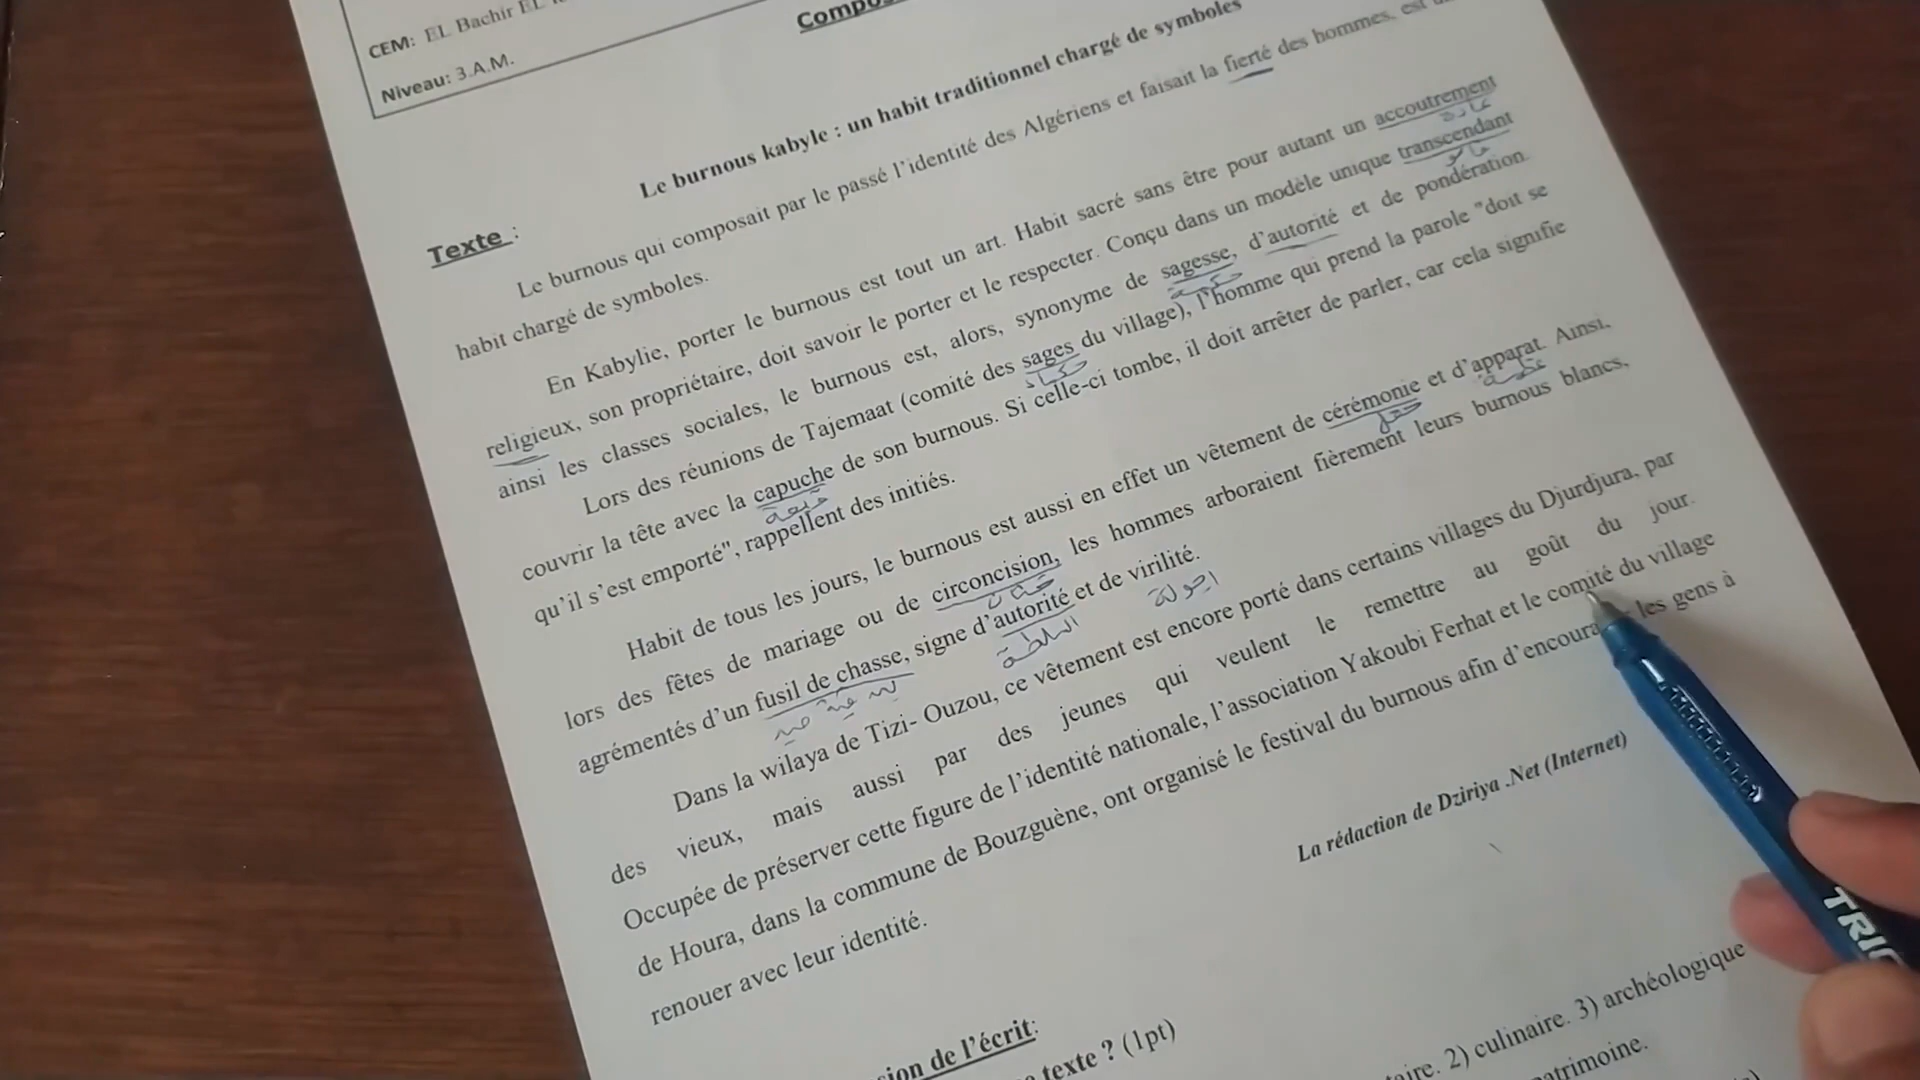 CEM: EL Bachir EL
Niveau: 3.A.M.
Le burnous kabyle : un habit traditionnel chargé de symboles
Texte :
Le burnous qui composait par le passé l'identité des Algériens et faisait la fierté des hommes, est
habit chargé de symboles.
En Kabylie, porter le burnous est tout un art. Habit sacré sans être pour autant un accoutrement
religieux, son propriétaire, doit savoir le porter et le respecter. Conçu dans un modèle unique transcendant
ainsi les classes sociales, le burnous est, alors, synonyme de sagesse, d'autorité et de pondération.
Lors des réunions de Tajemaat (comité des sages du village), l'homme qui prend la parole "doit se
couvrir la tête avec la capuche de son burnous. Si celle-ci tombe, il doit arrêter de parler, car cela signifie
qu'il s'est emporté", rappellent des initiés.
Habit de tous les jours, le burnous est aussi en effet un vêtement de cérémonie et d'apparat. Ainsi,
lors des fêtes de mariage ou de circoncision, les hommes arboraient fièrement leurs burnous blancs,
agrémentés d'un fusil de chasse, signe d'autorité et de virilité.
Dans la wilaya de Tizi- Ouzou, ce vêtement est encore porté dans certains villages du Djurdjura, par
des vieux, mais aussi par des jeunes qui veulent le remettre au goût du jour.
Occupée de préserver cette figure de l'identité nationale, l'association Yakoubi Ferhat et le comité du village
de Houra, dans la commune de Bouzguène, ont organisé le festival du burnous afin d'encoura les gens à
renouer avec leur identité.
La rédaction de Dziriya .Net (Internet)
sion de l'écrit:
texte ? (1pt)
aire. 2) culinaire. 3) archéologique
atrimoine.